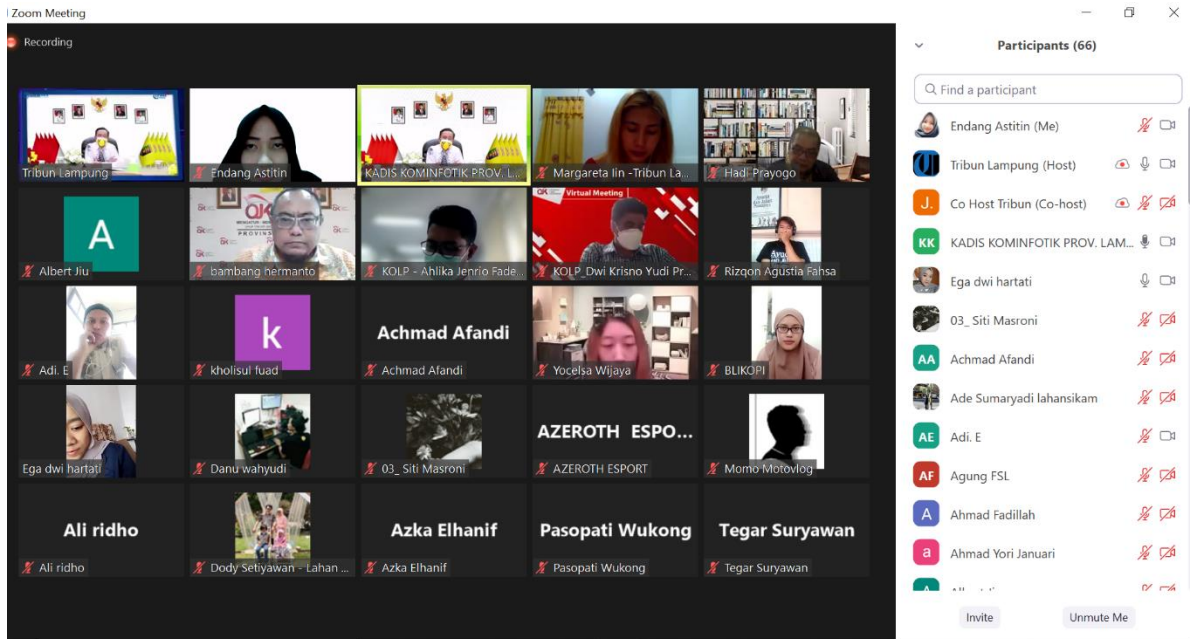 Zoom Meeting
Recording
Tribun Lampung
Endang Astitin
KADIS KOMINFOTIK PROV. L...
Margareta Iin -Tribun La...
Hadi Prayogo
A
Albert Jiu
OJK
PROVINS
bambang hermanto
KOLP - Ahlika Jenrio Fade...
OJK Virtual Meeting
KOLP_Dwi Krisno Yudi Pr...
Rizqon Agustia Fahsa
Adi. E
k
kholisul fuad
Achmad Afandi
Achmad Afandi
Yocelsa Wijaya
BLIKOPI
Ega dwi hartati
Danu wahyudi
03_ Siti Masroni
AZEROTH ESPO...
AZEROTH ESPORT
Momo Motovlog
Ali ridho
Ali ridho
Dody Setiyawan - Lahan ...
Azka Elhanif
Azka Elhanif
Pasopati Wukong
Pasopati Wukong
Tegar Suryawan
Tegar Suryawan
Participants (66)
Find a participant
Endang Astitin (Me)
Tribun Lampung (Host)
J. Co Host Tribun (Co-host)
KK KADIS KOMINFOTIK PROV. LAM...
Ega dwi hartati
03_ Siti Masroni
AA Achmad Afandi
Ade Sumaryadi lahansikam
AE Adi. E
AF Agung FSL
A Ahmad Fadillah
a Ahmad Yori Januari
Invite
Unmute Me